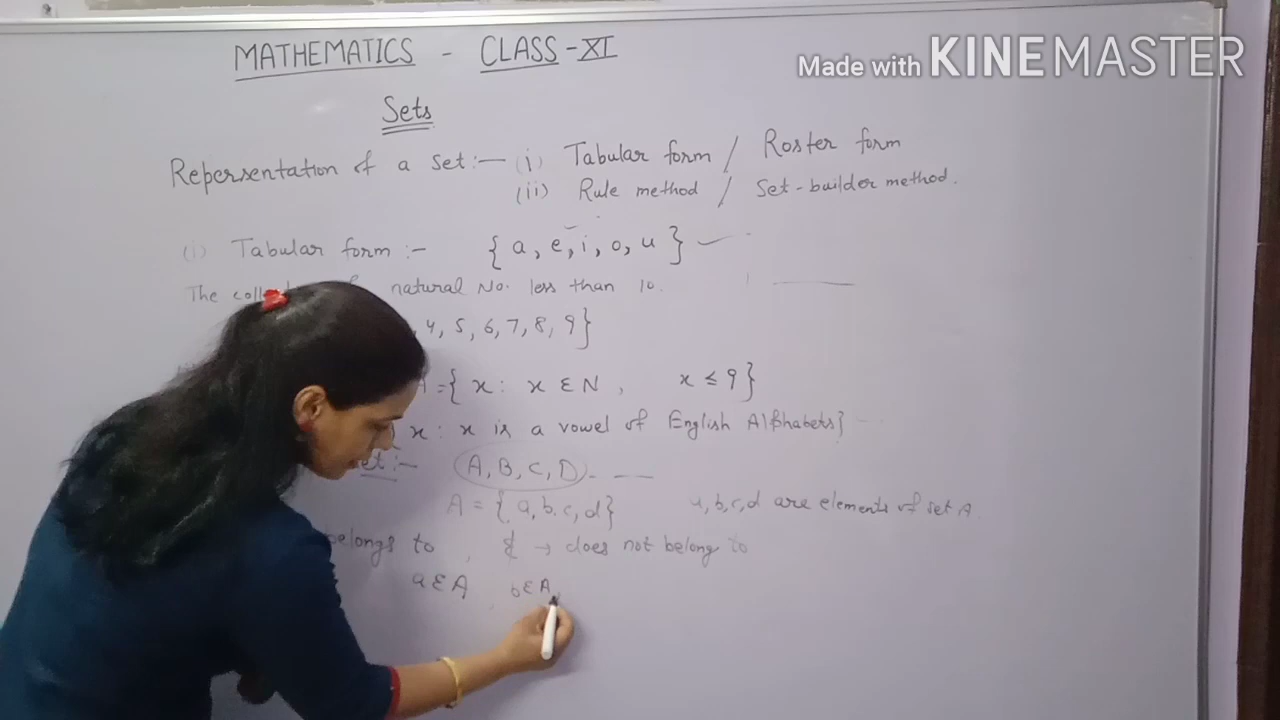 MATHEMATICS - CLASS-XI
Made with KINEMASTER
Sets
Repersentation of a set:— (i) Tabular form / Roster form
(ii) Rule method / Set-builder method.
(i) Tabular form :- {a, e, i, o, u}
The natural No. less than 10.
4, 5, 6, 7, 8, 9}
A={ x : x ∈ N , x ≤ 9}
x : x is a vowel of English Alphabets}
set:- A, B, C, D - —
A = {a, b, c, d} a, b, c, d are elements of set A.
belongs to , ∉ → does not belong to
a ∈ A , b ∈ A,